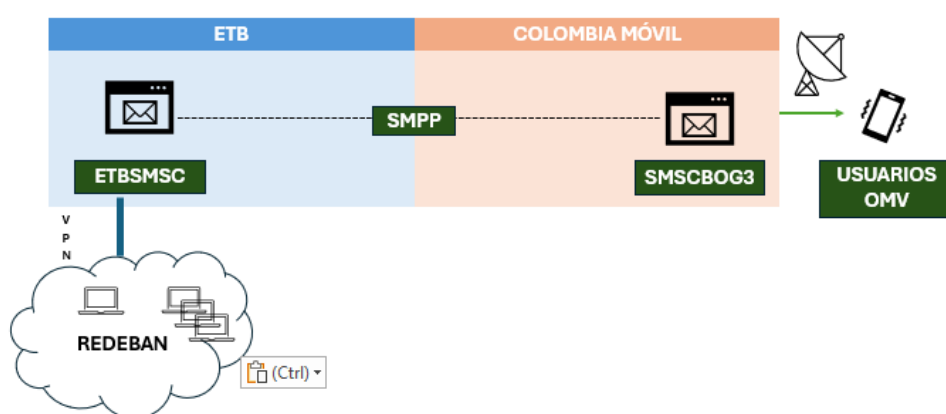 ETB
COLOMBIA MÓVIL
SMPP
ETBSMSC
SMSCBOG3
USUARIOS
OMV
V
P
N
REDEBAN
(Ctrl)